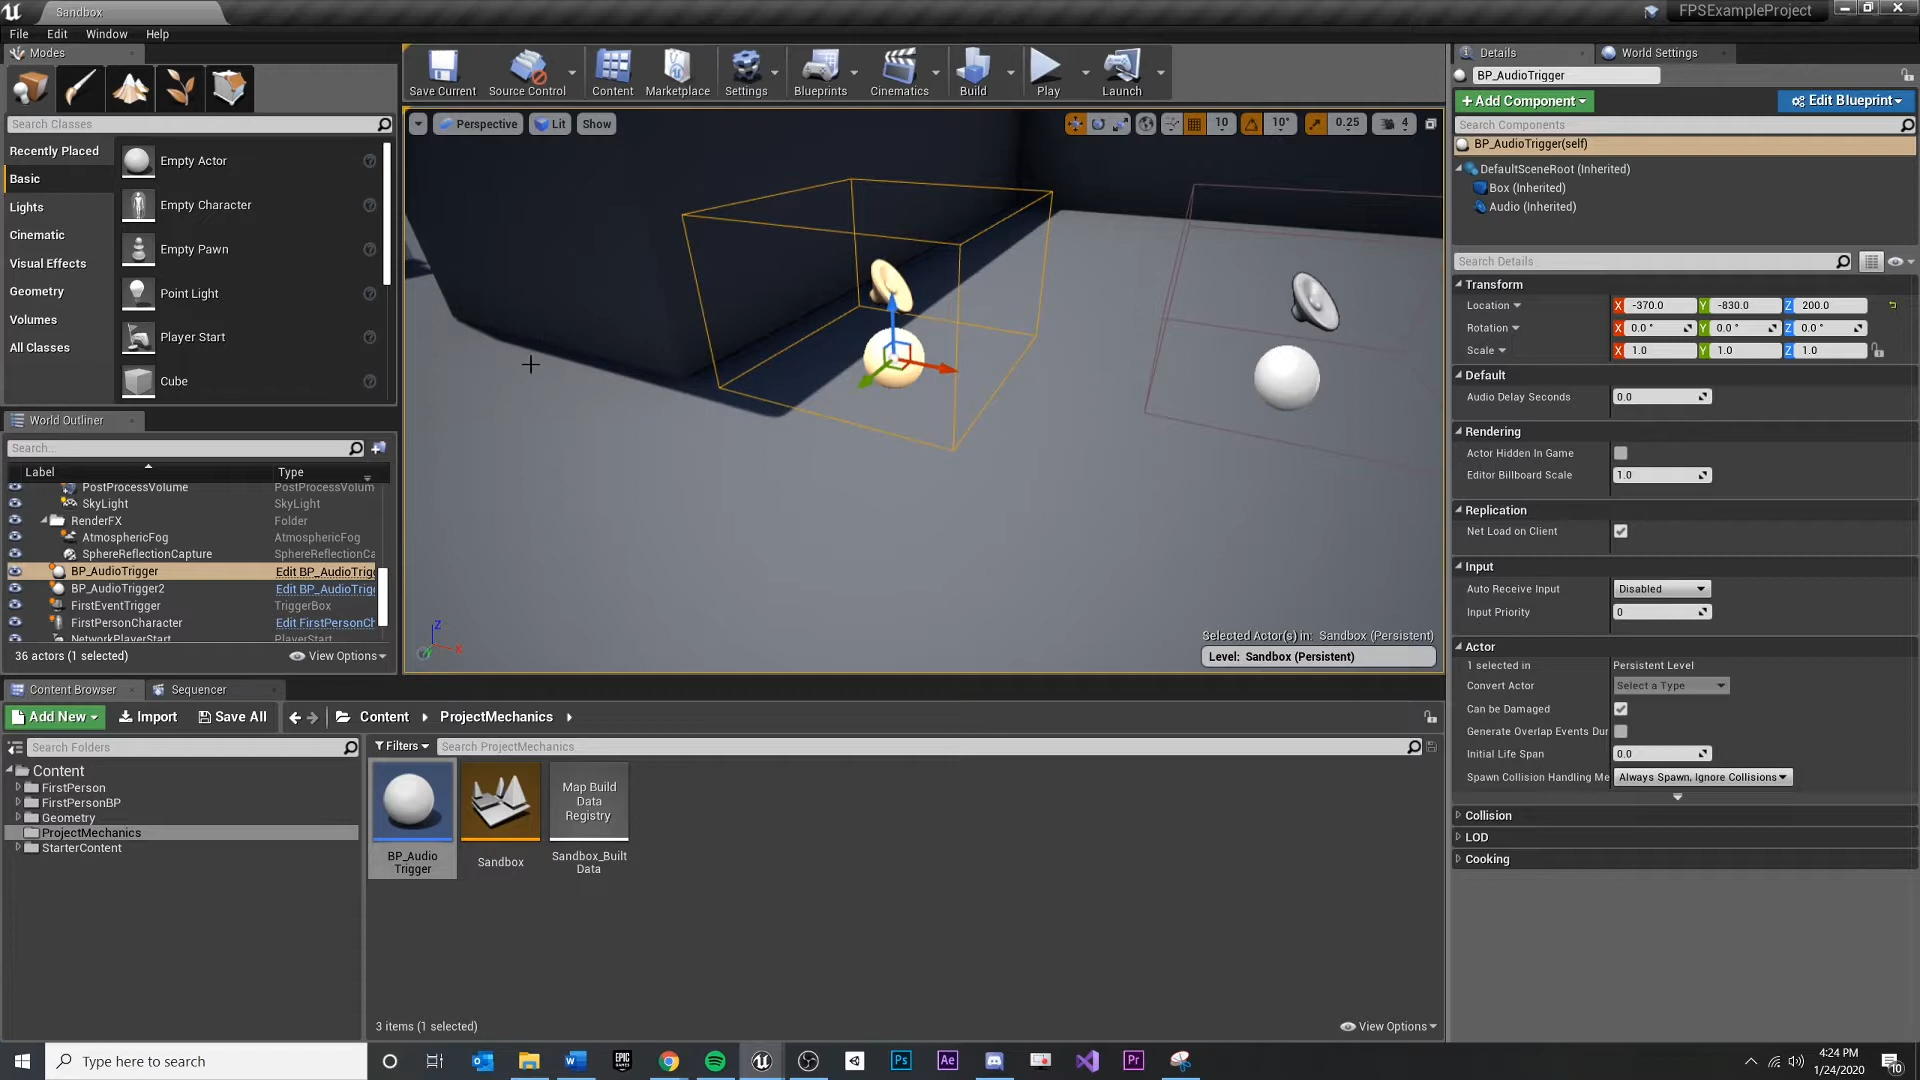 Sandbox
FPSExampleProject
File Edit Window Help
Modes
Search Classes
Recently Placed
Basic
Lights
Cinematic
Visual Effects
Geometry
Volumes
All Classes
Empty Actor
Empty Character
Empty Pawn
Point Light
Player Start
Cube
World Outliner
Search...
Label Type
PostProcessVolume PostProcessVolum
SkyLight SkyLight
RenderFX Folder
AtmosphericFog AtmosphericFog
SphereReflectionCapture SphereReflectionCa
BP_AudioTrigger Edit BP_AudioTrig
BP_AudioTrigger2 Edit BP_AudioTrig
FirstEventTrigger TriggerBox
FirstPersonCharacter Edit FirstPersonCh
NetworkPlayerStart PlayerStart
36 actors (1 selected) View Options
Save Current Source Control Content Marketplace Settings Blueprints Cinematics Build Play Launch
Perspective Lit Show
10 10° 0.25 4
Z
X
Selected Actor(s) in: Sandbox (Persistent)
Level: Sandbox (Persistent)
Content Browser Sequencer
Add New Import Save All Content ProjectMechanics
Search Folders
Filters Search ProjectMechanics
Content
FirstPerson
FirstPersonBP
Geometry
ProjectMechanics
StarterContent
BP_Audio
Trigger
Sandbox
Map Build
Data
Registry
Sandbox_Built
Data
3 items (1 selected) View Options
Details World Settings
BP_AudioTrigger
+Add Component Edit Blueprint
Search Components
BP_AudioTrigger(self)
DefaultSceneRoot (Inherited)
Box (Inherited)
Audio (Inherited)
Search Details
Transform
Location X -370.0 Y -830.0 Z 200.0
Rotation X 0.0 ° Y 0.0 ° Z 0.0 °
Scale X 1.0 Y 1.0 Z 1.0
Default
Audio Delay Seconds 0.0
Rendering
Actor Hidden In Game
Editor Billboard Scale 1.0
Replication
Net Load on Client
Input
Auto Receive Input Disabled
Input Priority 0
Actor
1 selected in Persistent Level
Convert Actor Select a Type
Can be Damaged
Generate Overlap Events Dur
Initial Life Span 0.0
Spawn Collision Handling Me Always Spawn, Ignore Collisions
Collision
LOD
Cooking
Type here to search
EPIC
GAMES
Ps Ae Pr
4:24 PM
1/24/2020
10